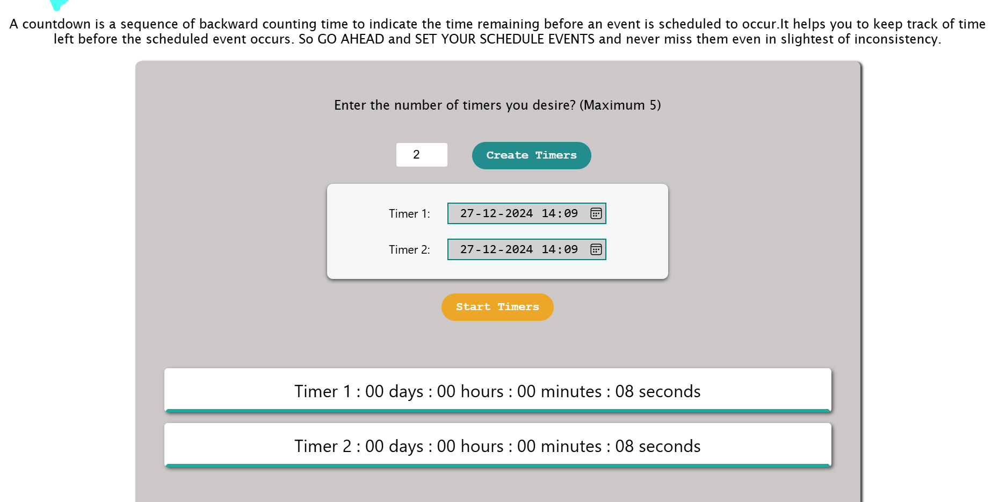 A countdown is a sequence of backward counting time to indicate the time remaining before an event is scheduled to occur.It helps you to keep track of time
left before the scheduled event occurs. So GO AHEAD and SET YOUR SCHEDULE EVENTS and never miss them even in slightest of inconsistency.
Enter the number of timers you desire? (Maximum 5)
2 Create Timers
Timer 1: 27-12-2024 14:09
Timer 2: 27-12-2024 14:09
Start Timers
Timer 1 : 00 days : 00 hours : 00 minutes : 08 seconds
Timer 2 : 00 days : 00 hours : 00 minutes : 08 seconds